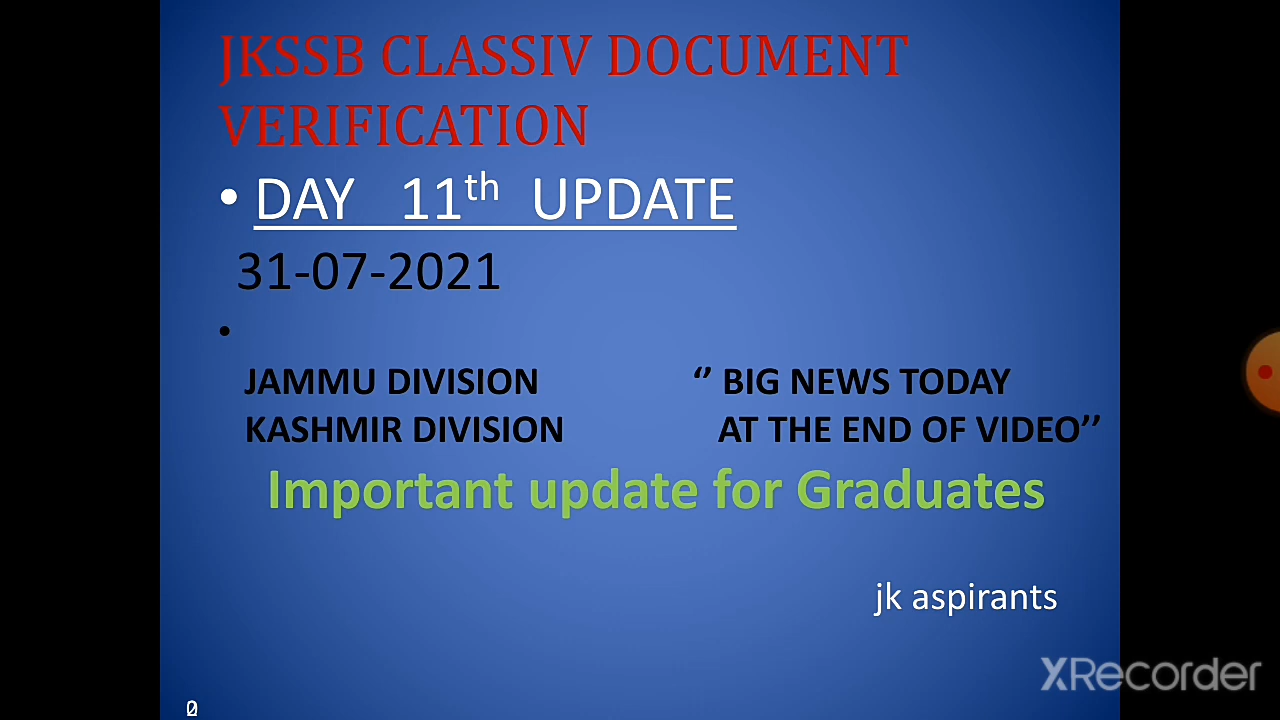 JKSSB CLASSIV DOCUMENT
VERIFICATION
• DAY 11th UPDATE
31-07-2021
•
JAMMU DIVISION ‘’ BIG NEWS TODAY
KASHMIR DIVISION AT THE END OF VIDEO’’
Important update for Graduates
jk aspirants
XRecorder